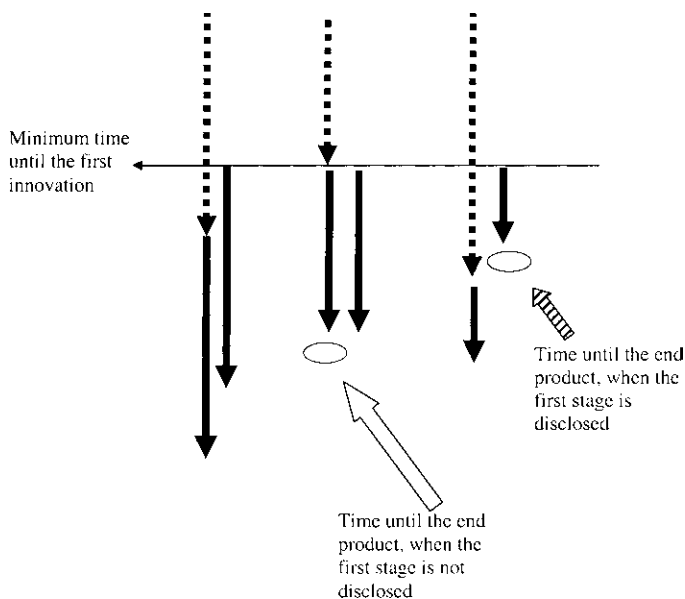 Minimum time
until the first
innovation
Time until the end
product, when the
first stage is
disclosed
Time until the end
product, when the
first stage is not
disclosed